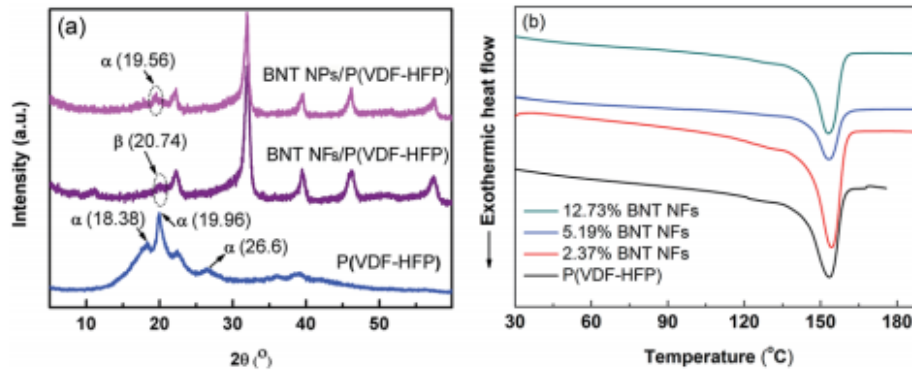 (a)
α (19.56)
BNT NPs/P(VDF-HFP)
β (20.74)
BNT NFs/P(VDF-HFP)
α (18.38)
α (19.96)
α (26.6)
P(VDF-HFP)
Intensity (a.u.)
10 20 30 40 50
2θ (°)
(b)
Exothermic heat flow
12.73% BNT NFs
5.19% BNT NFs
2.37% BNT NFs
P(VDF-HFP)
30 60 90 120 150 180
Temperature (°C)